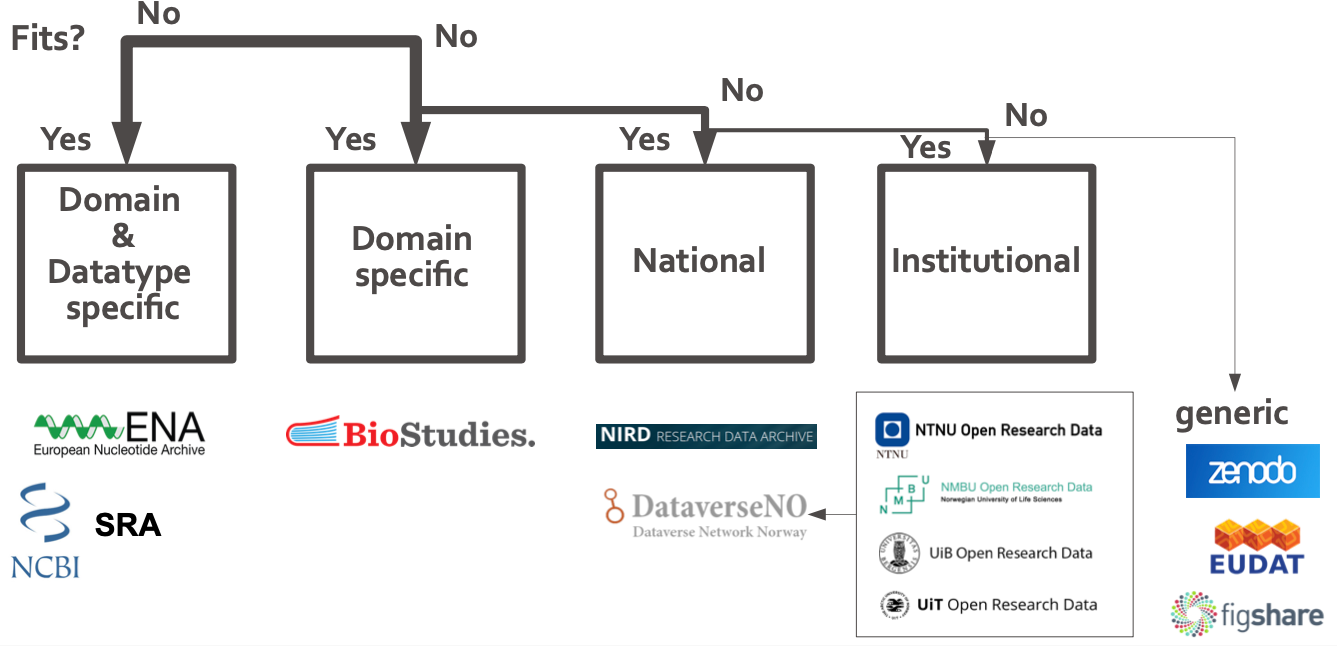 Fits?
No
No
No
No
Yes
Yes
Yes
Yes
Domain
&
Datatype
specific
Domain
specific
National
Institutional
generic
ENA
European Nucleotide Archive
NCBI
SRA
BioStudies.
NIRD RESEARCH DATA ARCHIVE
DataverseNO
Dataverse Network Norway
NTNU
NTNU Open Research Data
N M B U
NMBU Open Research Data
Norwegian University of Life Sciences
UiB Open Research Data
UiT Open Research Data
zenodo
EUDAT
figshare